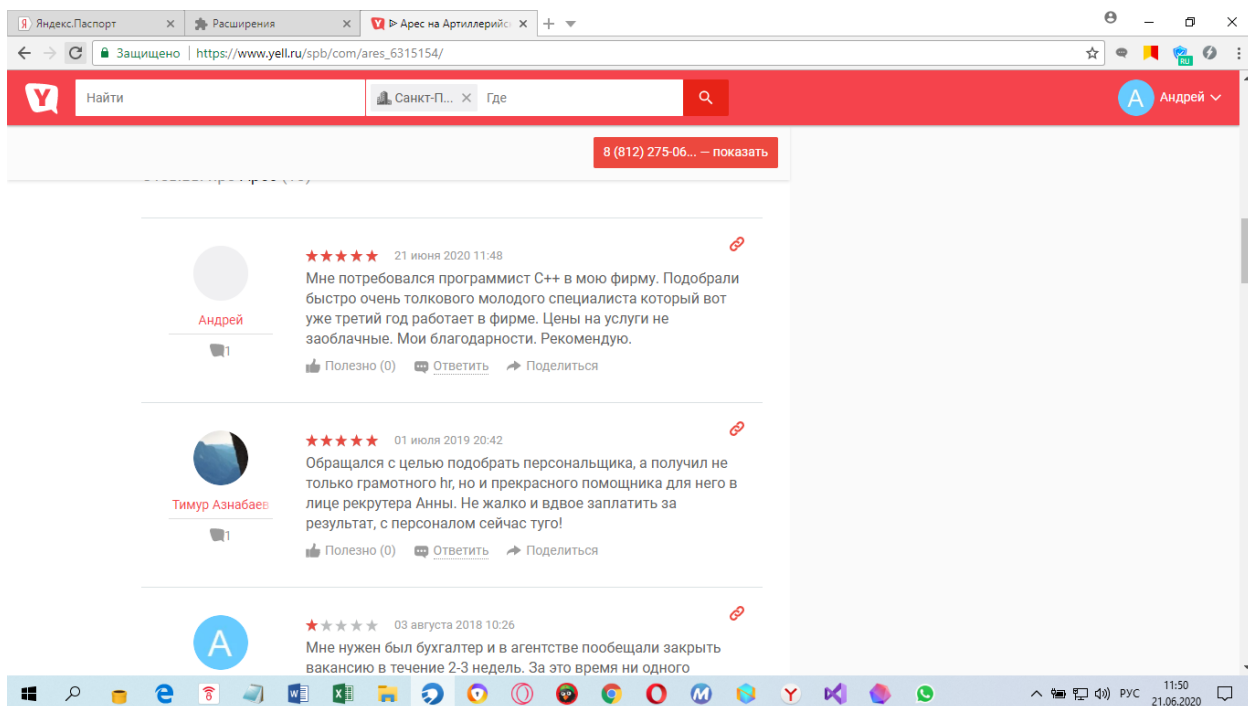 Яндекс.Паспорт
Расширения
Арес на Артиллерийс
Защищено https://www.yell.ru/spb/com/ares_6315154/
RU
Y Найти Санкт-П... Где A Андрей
8 (812) 275-06... — показать
21 июня 2020 11:48
Мне потребовался программист C++ в мою фирму. Подобрали
быстро очень толкового молодого специалиста который вот
уже третий год работает в фирме. Цены на услуги не
заоблачные. Мои благодарности. Рекомендую.
Андрей
1
Полезно (0) Ответить Поделиться
01 июля 2019 20:42
Обращался с целью подобрать персональщика, а получил не
только грамотного hr, но и прекрасного помощника для него в
лице рекрутера Анны. Не жалко и вдвое заплатить за
результат, с персоналом сейчас туго!
Тимур Азнабаев
1
Полезно (0) Ответить Поделиться
A
03 августа 2018 10:26
Мне нужен был бухгалтер и в агентстве пообещали закрыть
вакансию в течение 2-3 недель. За это время ни одного
РУС 11:50
21.06.2020